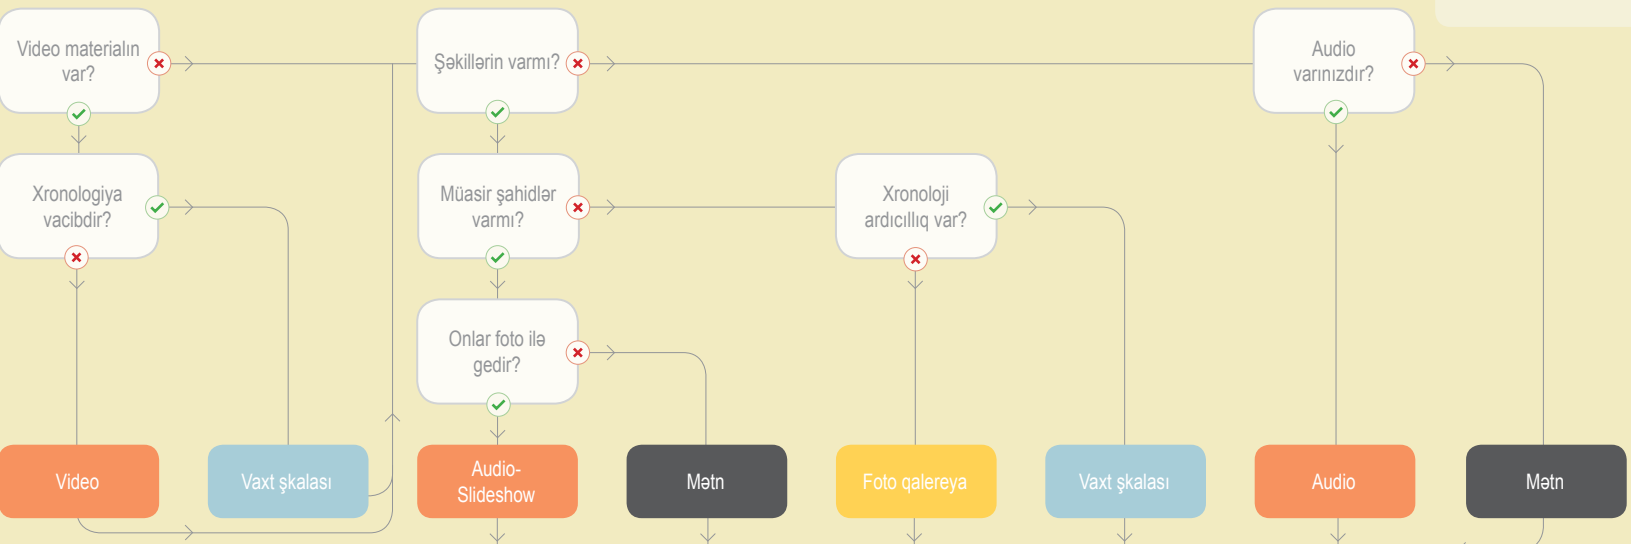 Video materialın
var?
Şəkillərin varmı?
Audio
varınızdır?
Xronologiya
vacibdir?
Müasir şahidlər
varmı?
Xronoloji
ardıcıllıq var?
Onlar foto ilə
gedir?
Video
Vaxt şkalası
Audio-
Slideshow
Mətn
Foto qalereya
Vaxt şkalası
Audio
Mətn